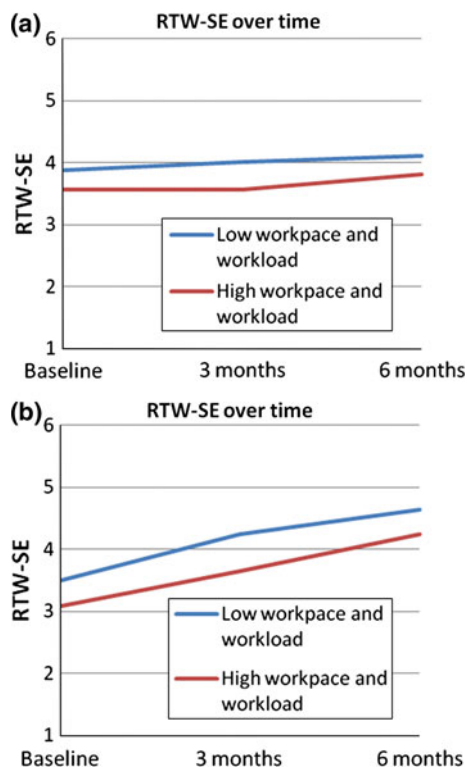 (a)
RTW-SE over time
6
5
4
3
2
1
RTW-SE
Low workpace and
workload
High workpace and
workload
Baseline
3 months
6 months
(b)
RTW-SE over time
6
5
4
3
2
1
RTW-SE
Low workpace and
workload
High workpace and
workload
Baseline
3 months
6 months